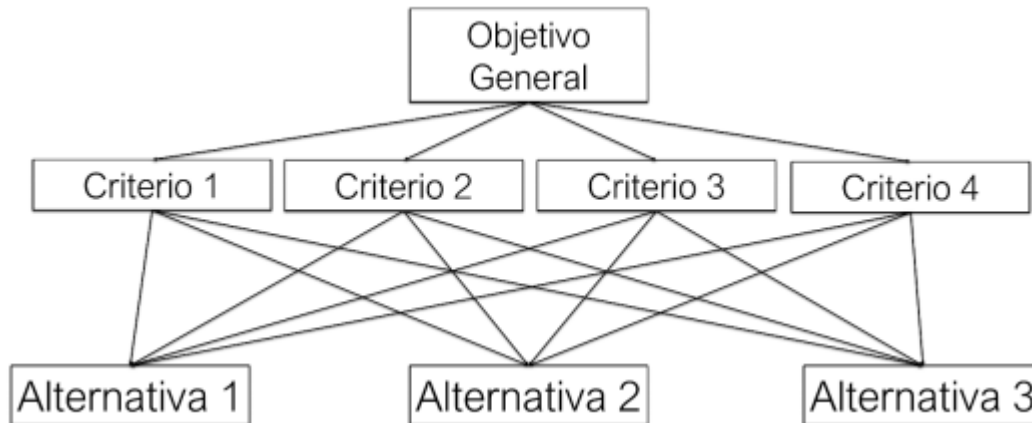 Objetivo
General
Criterio 1
Criterio 2
Criterio 3
Criterio 4
Alternativa 1
Alternativa 2
Alternativa 3